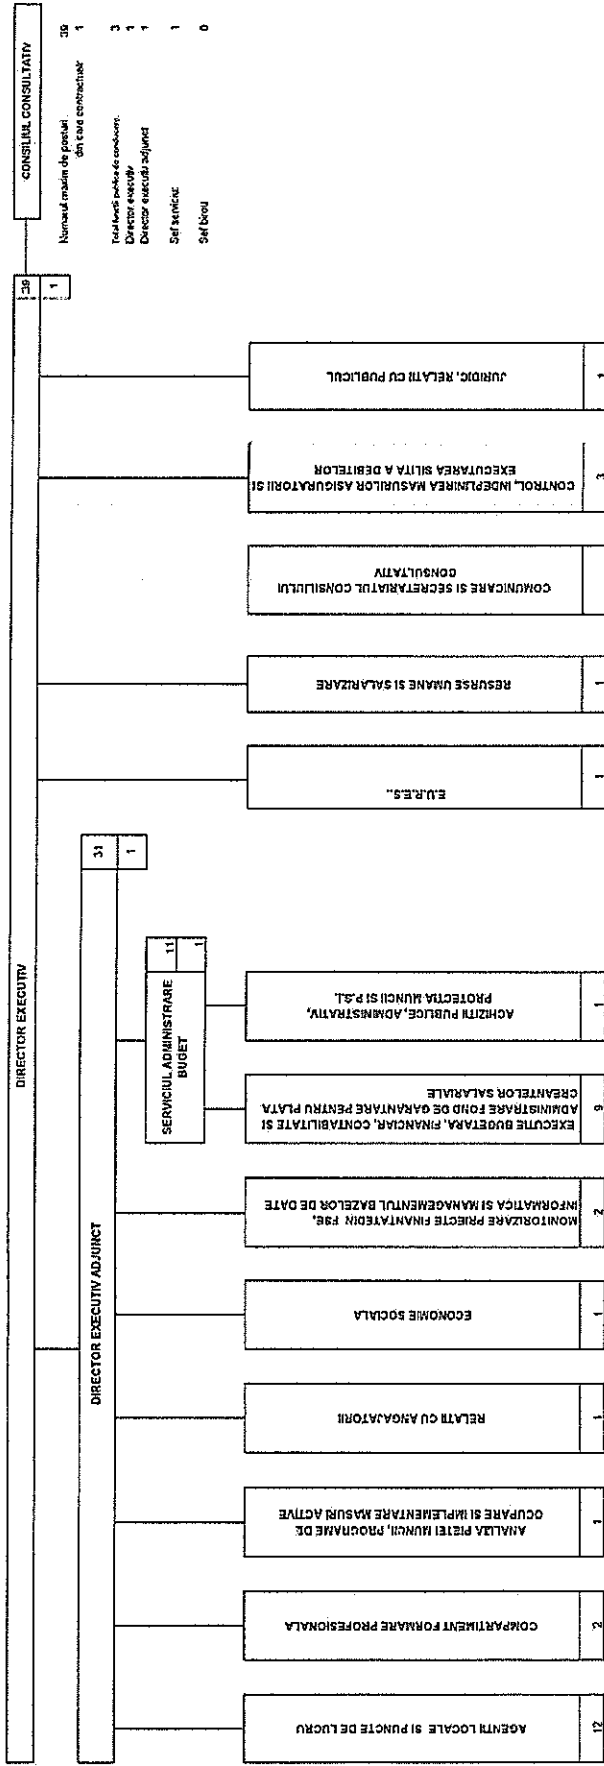 CONSILIUL CONSULTATIV
Numarul maxim de posturi 39
din care contractuale 1
Total functii publice de conducere 3
Director executiv 1
Director executiv adjunct 1
Sef serviciu 1
Sef birou 0
DIRECTOR EXECUTIV
39
1
DIRECTOR EXECUTIV ADJUNCT
31
1
SERVICIUL ADMINISTRARE
BUGET
11
1
AGENTII LOCALE SI PUNCTE DE LUCRU
12
COMPARTIMENT FORMARE PROFESIONALA
2
ANALIZA PIETEI MUNCII, PROGRAME DE
OCUPARE SI IMPLEMENTARE MASURI ACTIVE
1
RELATII CU ANGAJATORII
1
ECONOMIE SOCIALA
1
MONITORIZARE PRIECTE FINANTATEDIN FSE,
INFORMATICA SI MANAGEMENTUL BAZELOR DE DATE
2
EXECUTIE BUGETARA, FINANCIAR, CONTABILITATE SI
ADMINISTRARE FOND DE GARANTARE PENTRU PLATA
CREANTELOR SALARIALE
9
ACHIZITII PUBLICE, ADMINISTRATIV,
PROTECTIA MUNCII SI P.S.I.
1
E.U.R.E.S..
1
RESURSE UMANE SI SALARIZARE
1
COMUNICARE SI SECRETARIATUL CONSILIULUI
CONSULTATIV
CONTROL, INDEPLINIREA MASURILOR ASIGURATORII SI
EXECUTAREA SILITA A DEBITELOR
3
JURIDIC, RELATII CU PUBLICUL
1